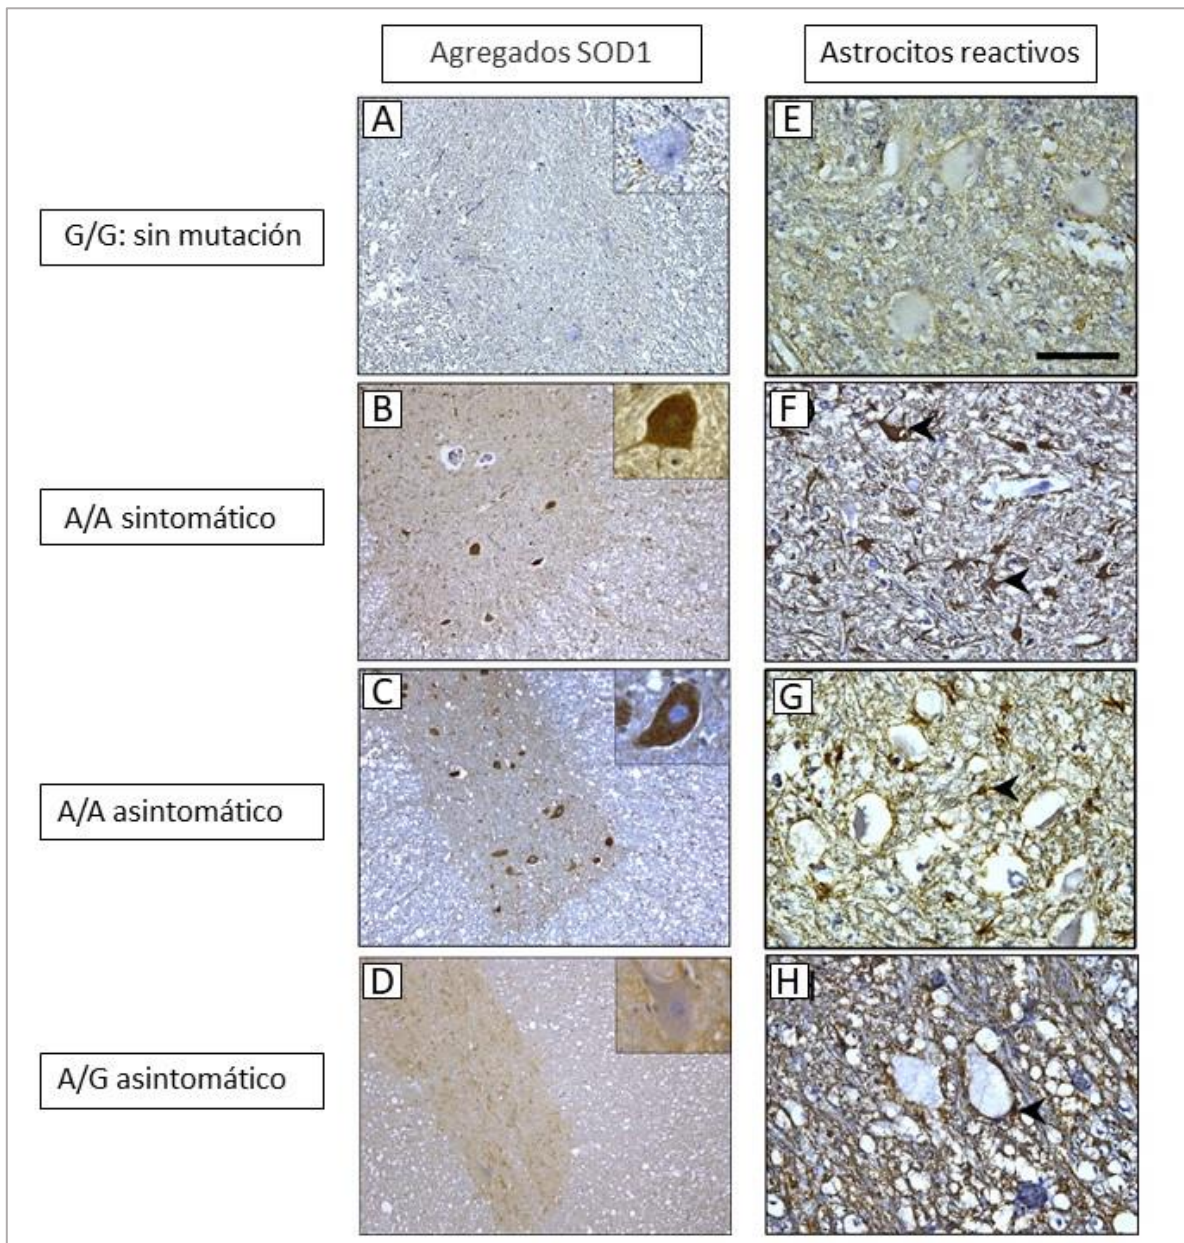 Agregados SOD1
Astrocitos reactivos
G/G: sin mutación
A
E
A/A sintomático
B
F
A/A asintomático
C
G
A/G asintomático
D
H